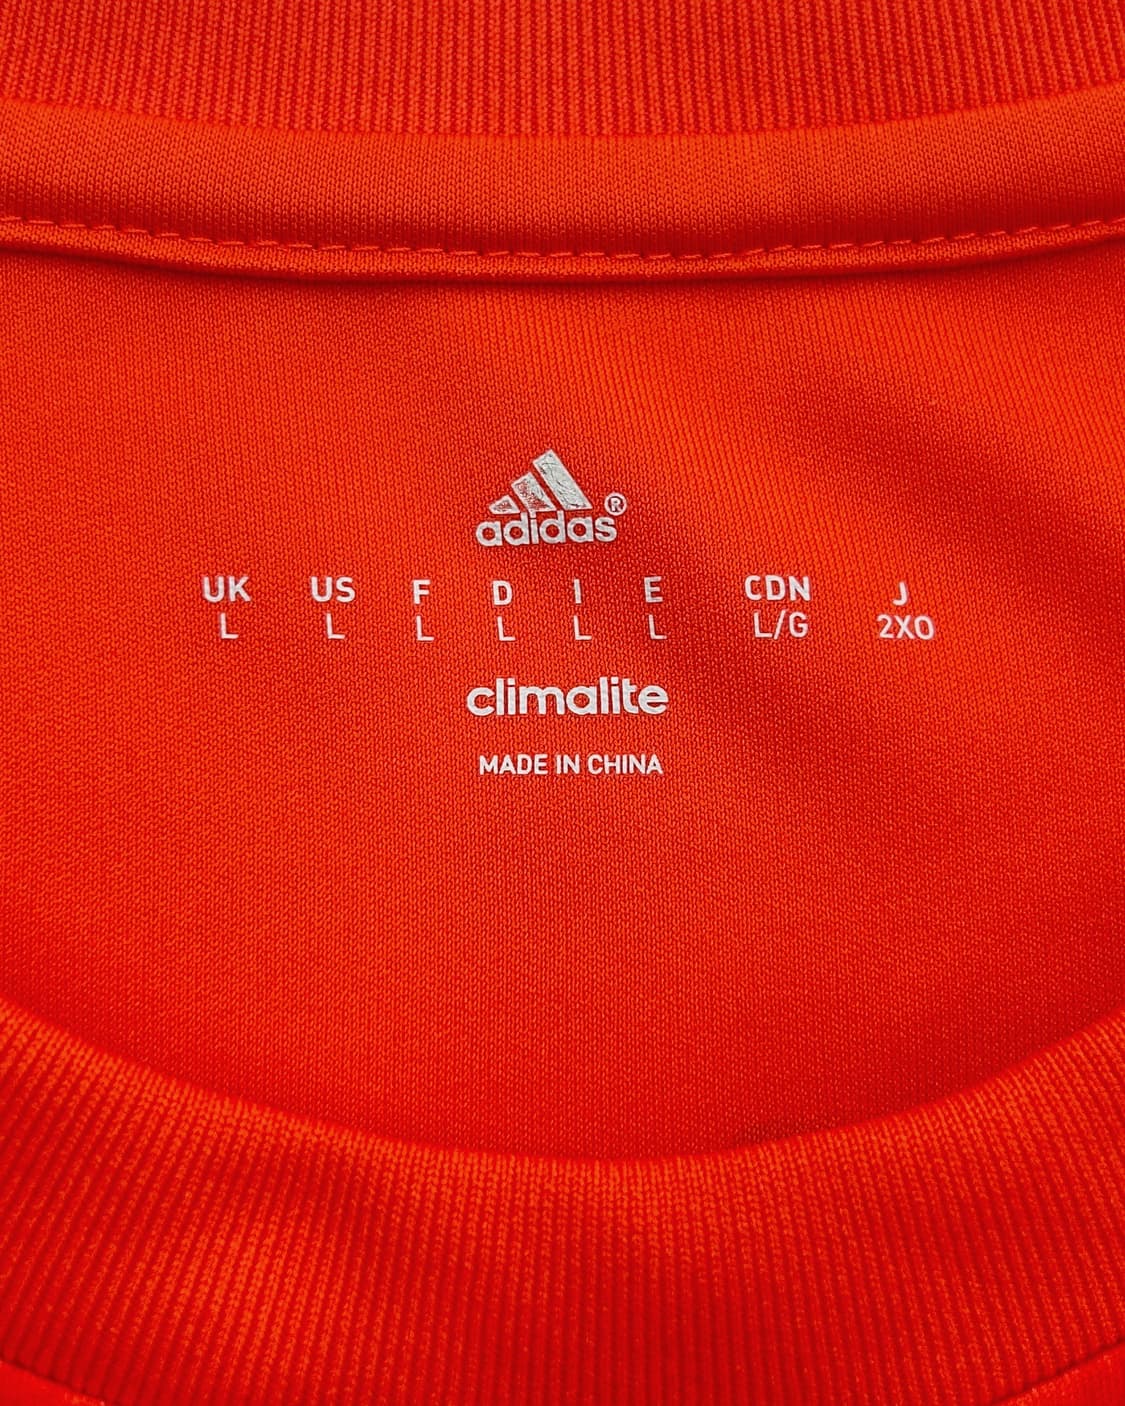 adidas®
UK US F D I E CDN J
L L L L L L L/G 2XO
climalite
MADE IN CHINA